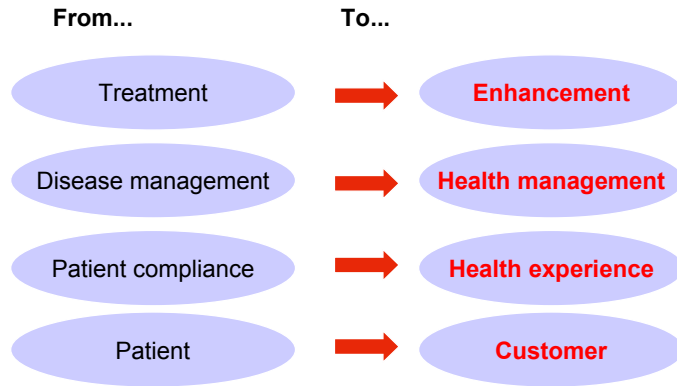 From... To...
Treatment Enhancement
Disease management Health management
Patient compliance Health experience
Patient Customer